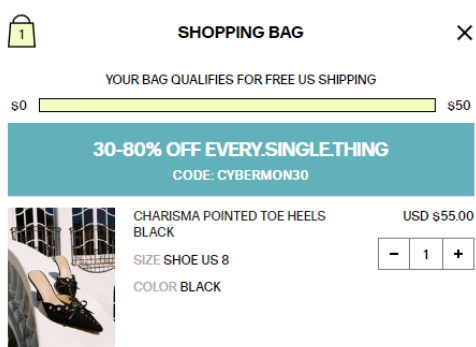 1
SHOPPING BAG
YOUR BAG QUALIFIES FOR FREE US SHIPPING
$0 $50
30-80% OFF EVERY.SINGLE.THING
CODE: CYBERMON30
CHARISMA POINTED TOE HEELS USD $55.00
BLACK
SIZE SHOE US 8
− 1 +
COLOR BLACK